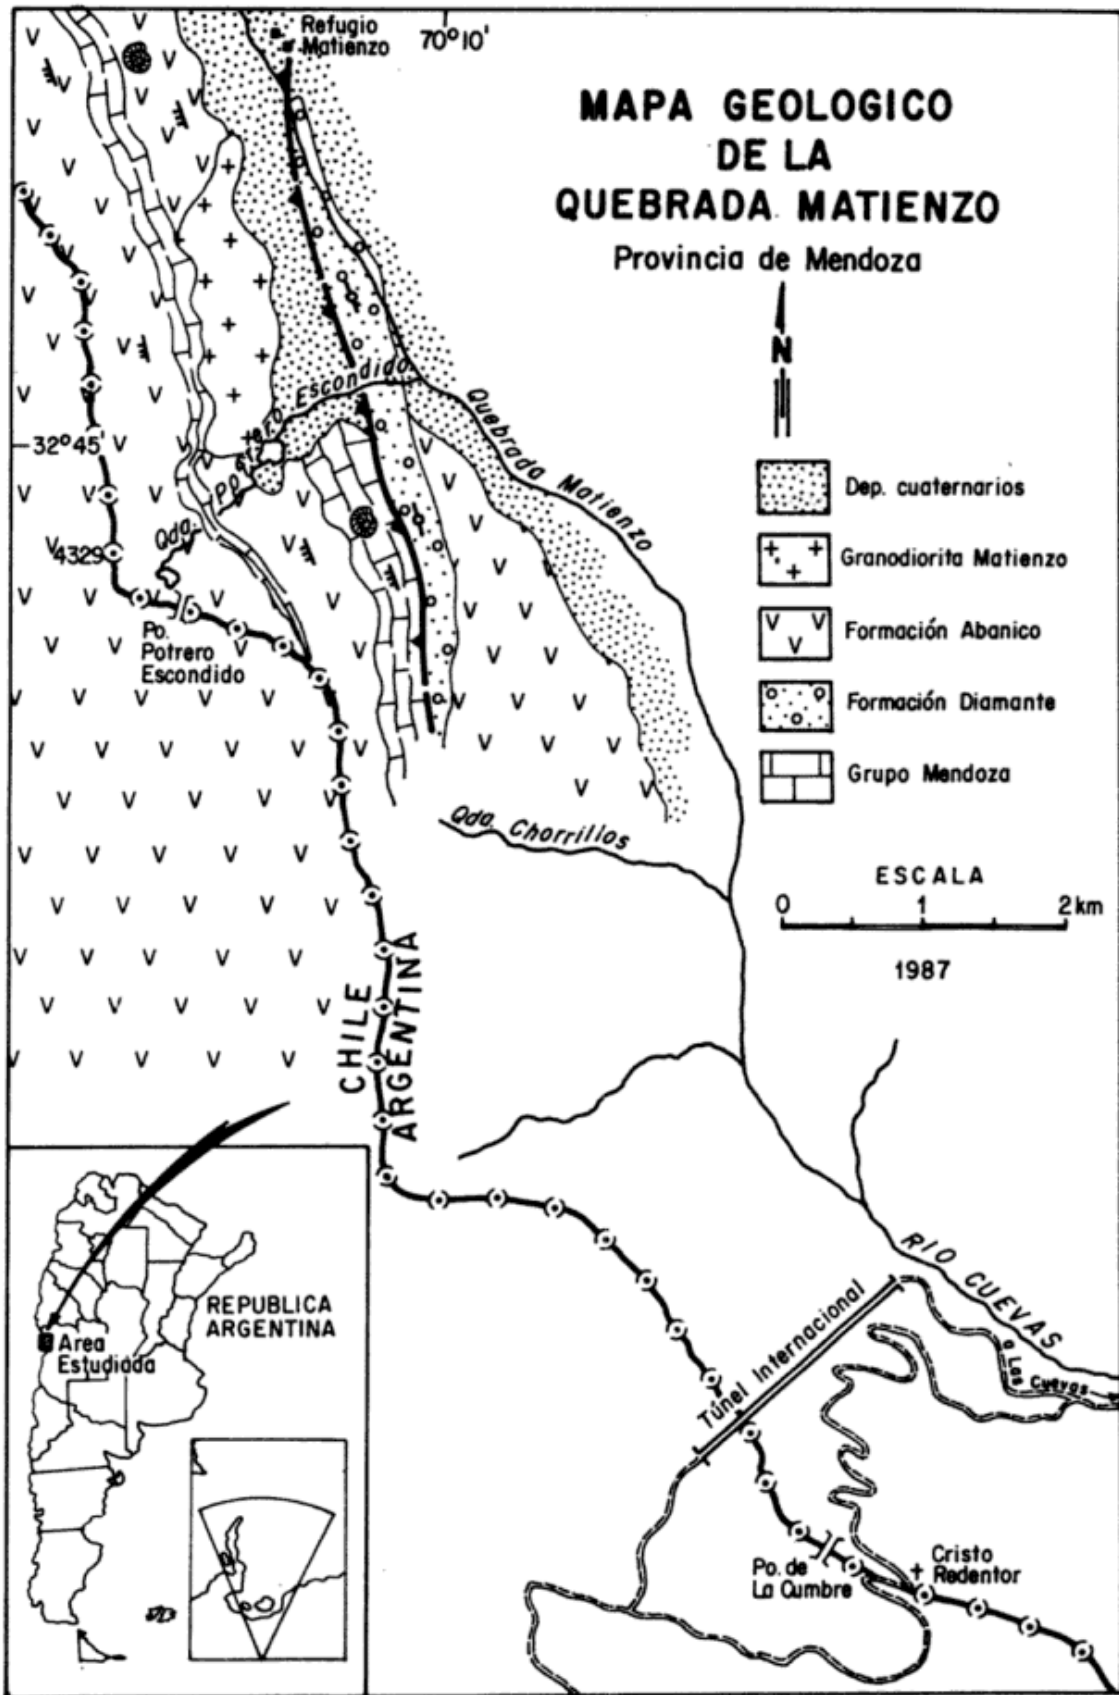 Refugio
Matienzo
70°10'
MAPA GEOLOGICO
DE LA
QUEBRADA MATIENZO
Provincia de Mendoza
N
32°45'
Qda. Potrero Escondido
Quebrada Matienzo
4329
Po.
Potrero
Escondido
Dep. cuaternarios
Granodiorita Matienzo
Formación Abanico
Formación Diamante
Grupo Mendoza
Qda. Chorrillos
ESCALA
0 1 2 km
1987
CHILE
ARGENTINA
REPUBLICA
ARGENTINA
Area
Estudiada
RIO CUEVAS
Túnel Internacional
a Las Cuevas
Po. de
La Cumbre
Cristo
Redentor